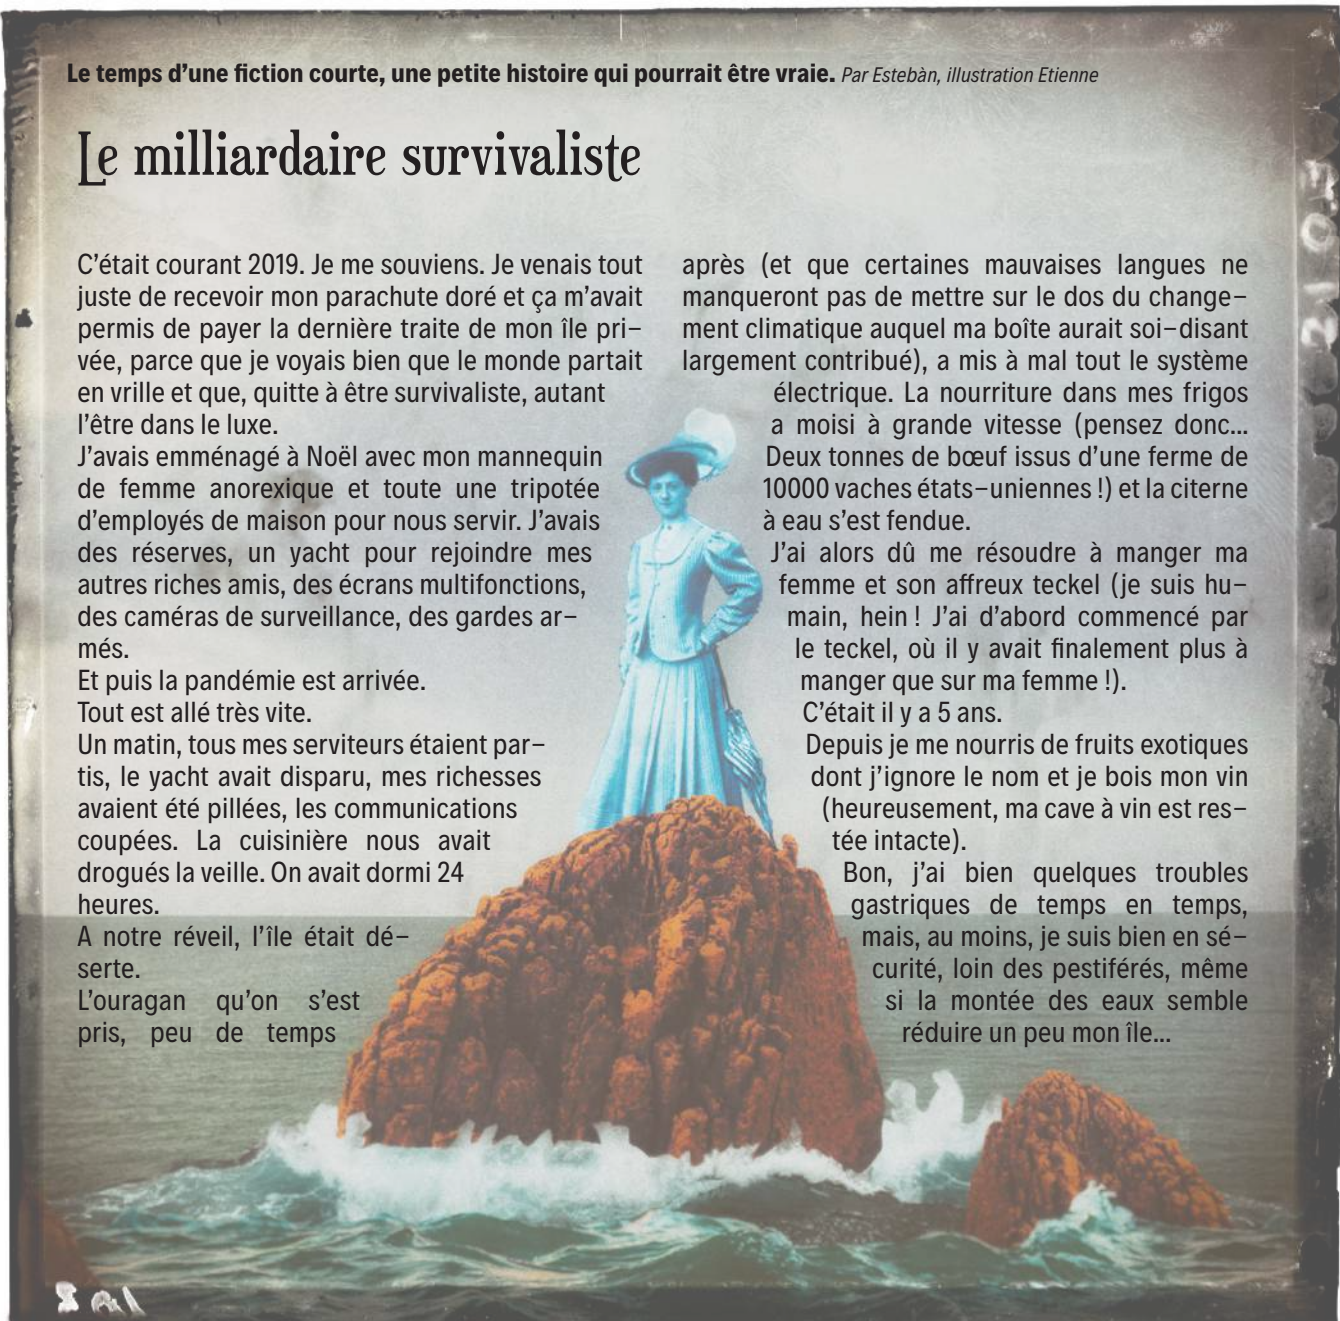 Le temps d'une fiction courte, une petite histoire qui pourrait être vraie. Par Estebàn, illustration Etienne
Le milliardaire survivaliste
C'était courant 2019. Je me souviens. Je venais tout
juste de recevoir mon parachute doré et ça m'avait
permis de payer la dernière traite de mon île pri-
vée, parce que je voyais bien que le monde partait
en vrille et que, quitte à être survivaliste, autant
l'être dans le luxe.
J'avais emménagé à Noël avec mon mannequin
de femme anorexique et toute une tripotée
d'employés de maison pour nous servir. J'avais
des réserves, un yacht pour rejoindre mes
autres riches amis, des écrans multifonctions,
des caméras de surveillance, des gardes ar-
més.
Et puis la pandémie est arrivée.
Tout est allé très vite.
Un matin, tous mes serviteurs étaient par-
tis, le yacht avait disparu, mes richesses
avaient été pillées, les communications
coupées. La cuisinière nous avait
drogués la veille. On avait dormi 24
heures.
A notre réveil, l'île était dé-
serte.
L'ouragan qu'on s'est
pris, peu de temps
après (et que certaines mauvaises langues ne
manqueront pas de mettre sur le dos du change-
ment climatique auquel ma boîte aurait soi-disant
largement contribué), a mis à mal tout le système
électrique. La nourriture dans mes frigos
a moisi à grande vitesse (pensez donc...
Deux tonnes de bœuf issus d'une ferme de
10000 vaches états-uniennes !) et la citerne
à eau s'est fendue.
J'ai alors dû me résoudre à manger ma
femme et son affreux teckel (je suis hu-
main, hein ! J'ai d'abord commencé par
le teckel, où il y avait finalement plus à
manger que sur ma femme !).
C'était il y a 5 ans.
Depuis je me nourris de fruits exotiques
dont j'ignore le nom et je bois mon vin
(heureusement, ma cave à vin est res-
tée intacte).
Bon, j'ai bien quelques troubles
gastriques de temps en temps,
mais, au moins, je suis bien en sé-
curité, loin des pestiférés, même
si la montée des eaux semble
réduire un peu mon île...